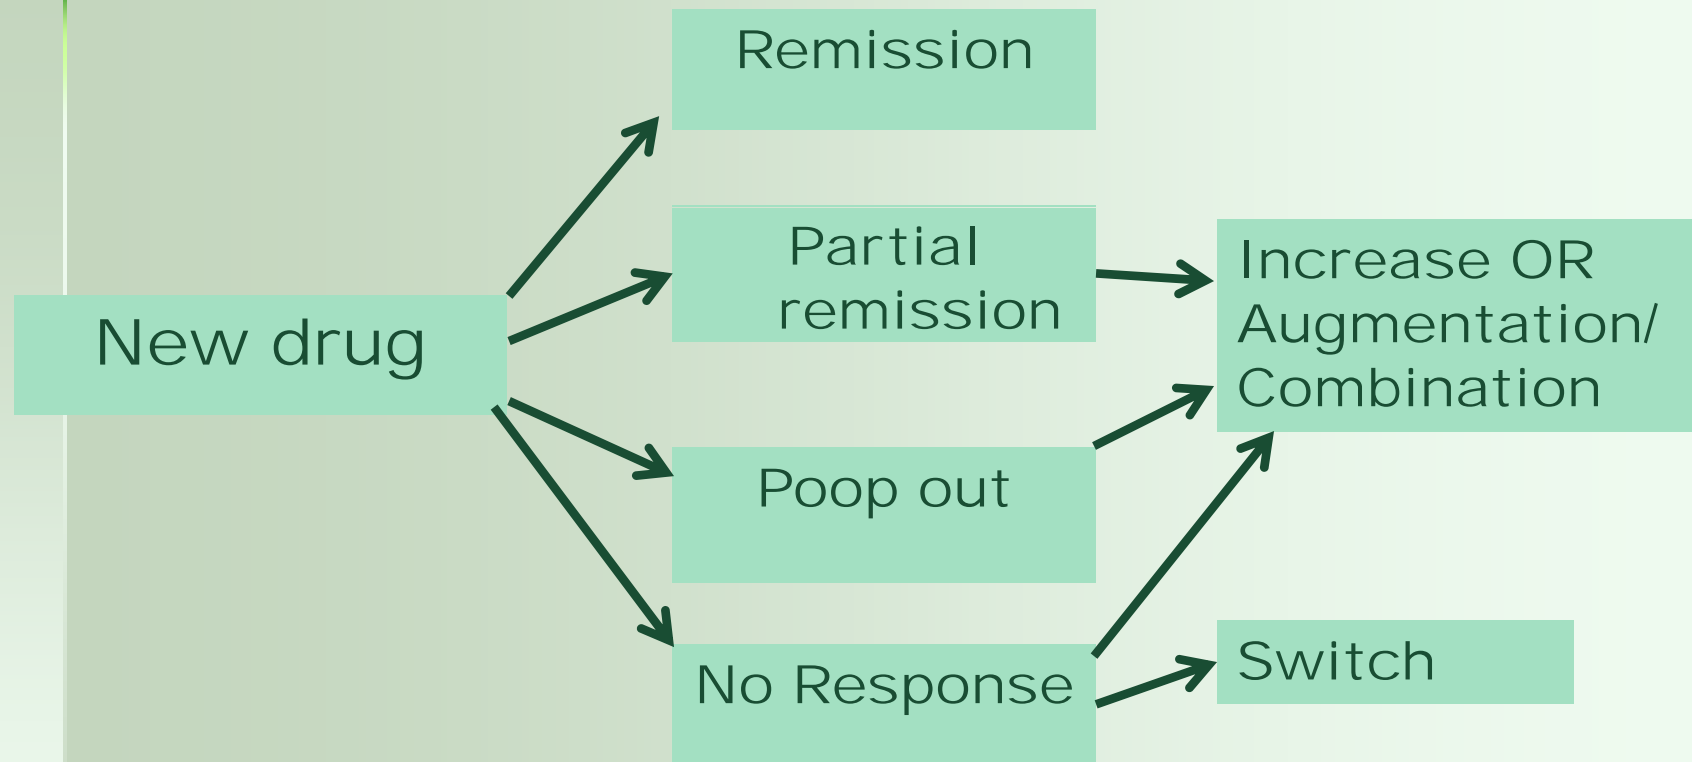 Remission
Partial
remission
Increase OR
Augmentation/
Combination
New drug
Poop out
No Response
Switch